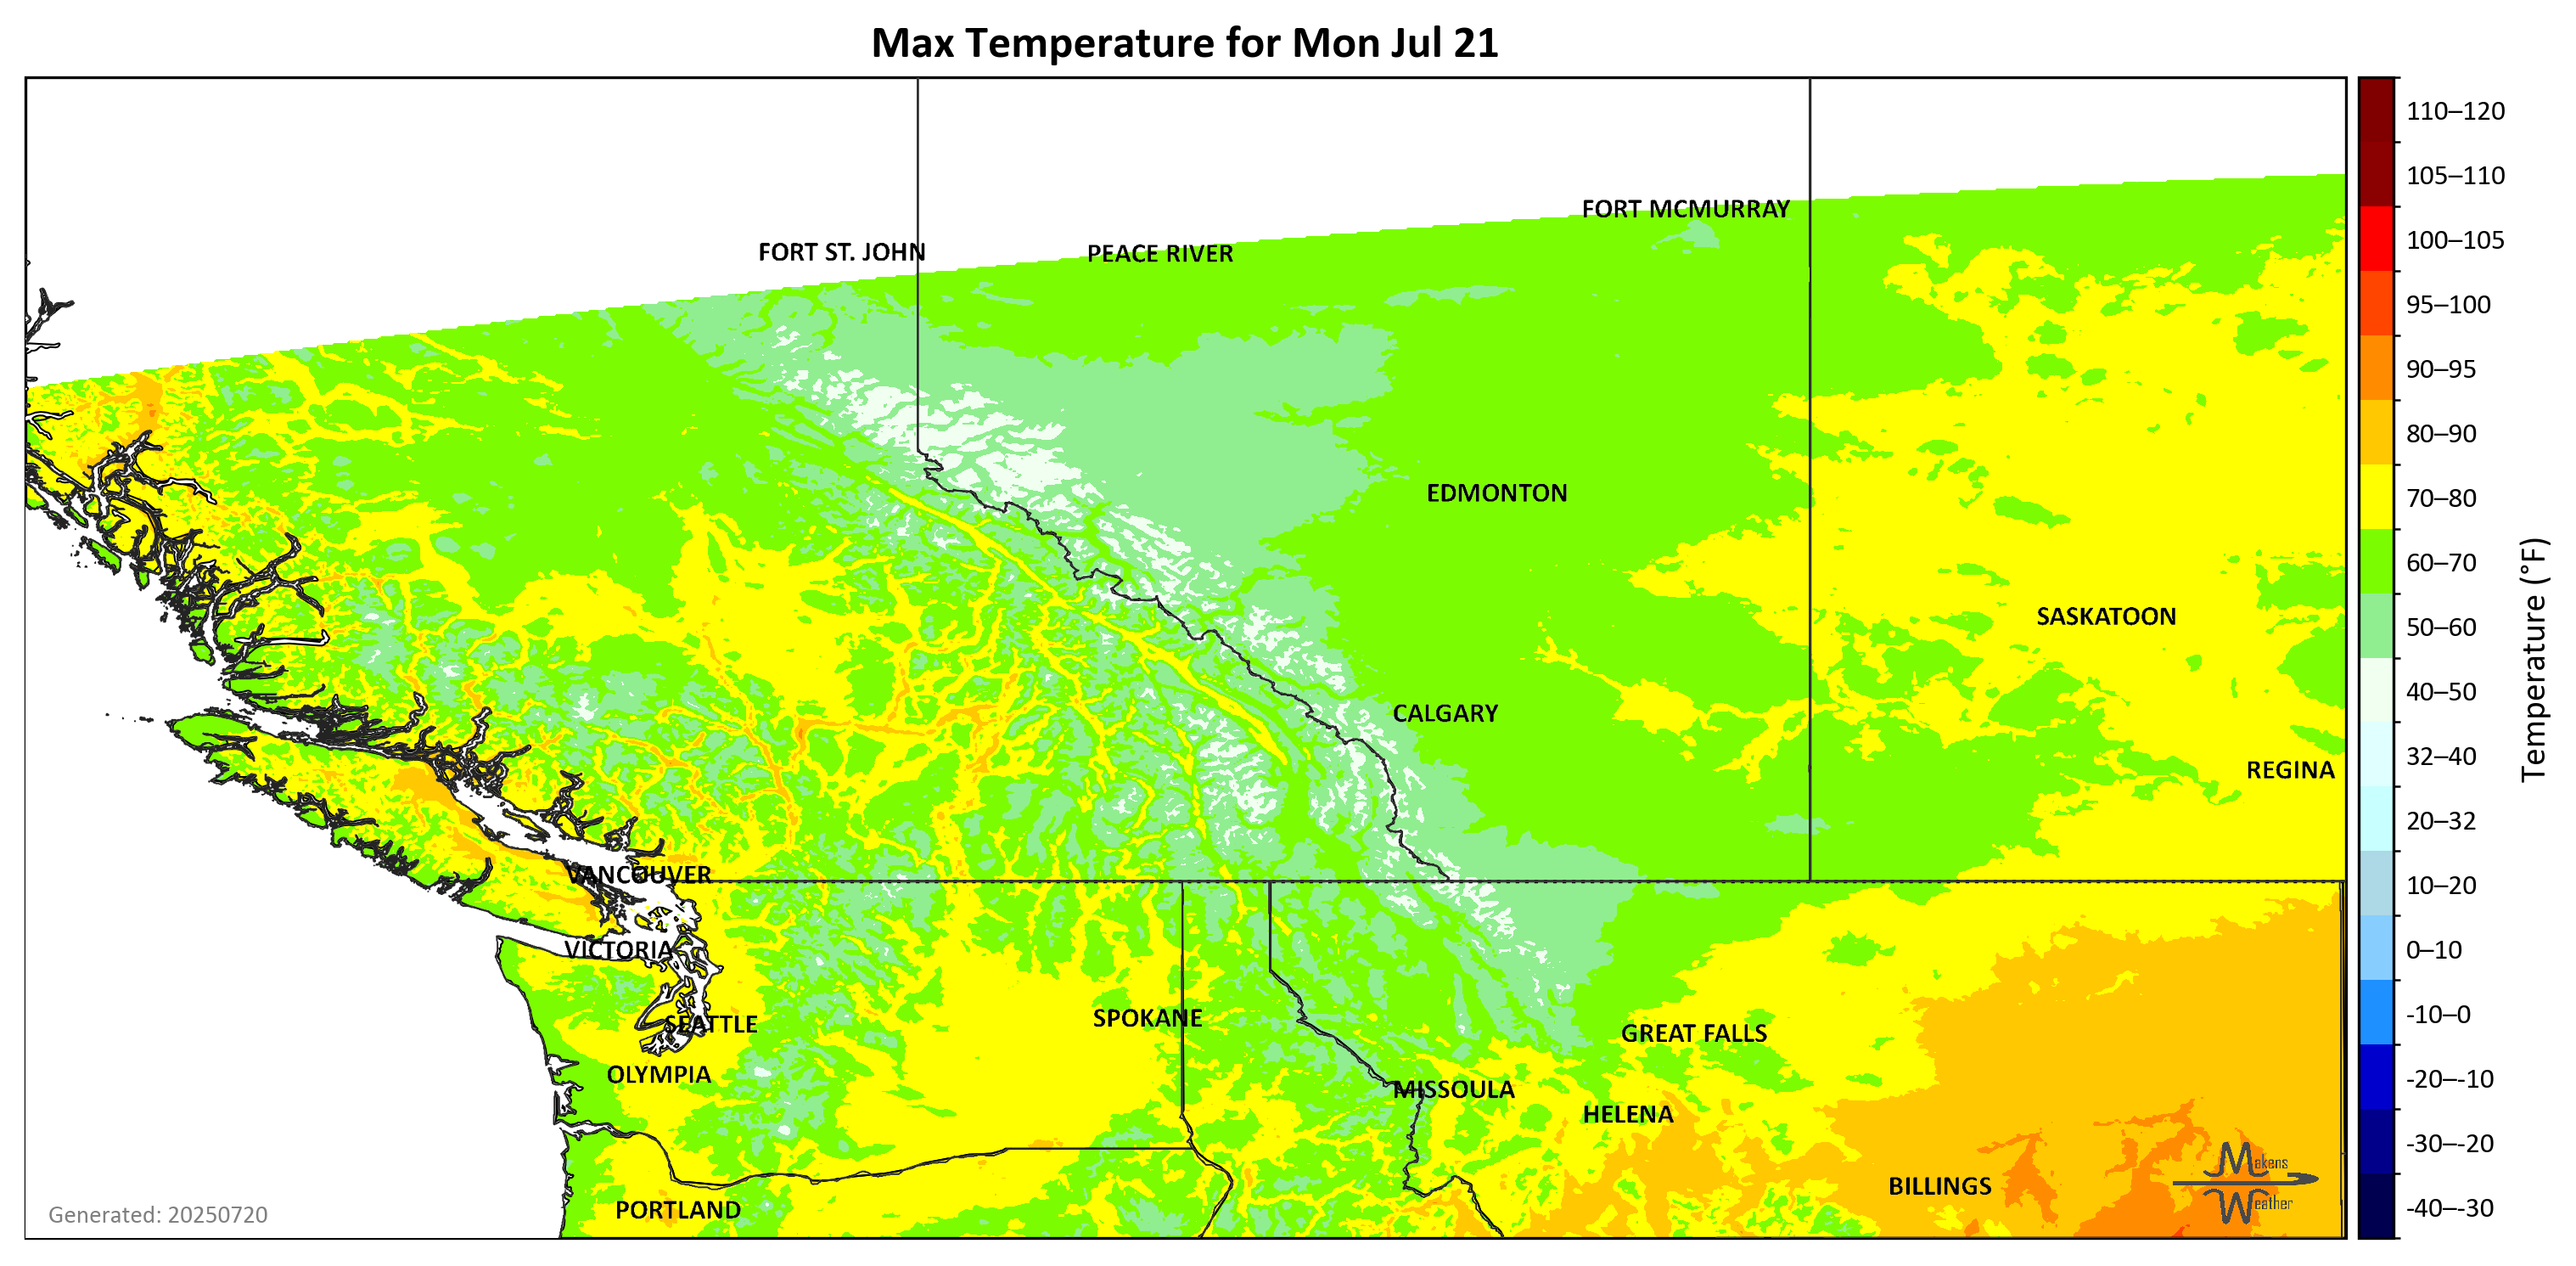 Max Temperature for Mon Jul 21
110–120
105–110
FORT MCMURRAY
100–105
FORT ST. JOHN
PEACE RIVER
95–100
90–95
80–90
EDMONTON
70–80
60–70
SASKATOON
50–60
Temperature (°F)
40–50
CALGARY
32–40
REGINA
20–32
VANCOUVER
10–20
VICTORIA
0–10
-10–0
SPOKANE
SEATTLE
GREAT FALLS
OLYMPIA
-20–-10
MISSOULA
HELENA
-30–-20
Makens
BILLINGS
Weather
PORTLAND
-40–-30
Generated: 20250720